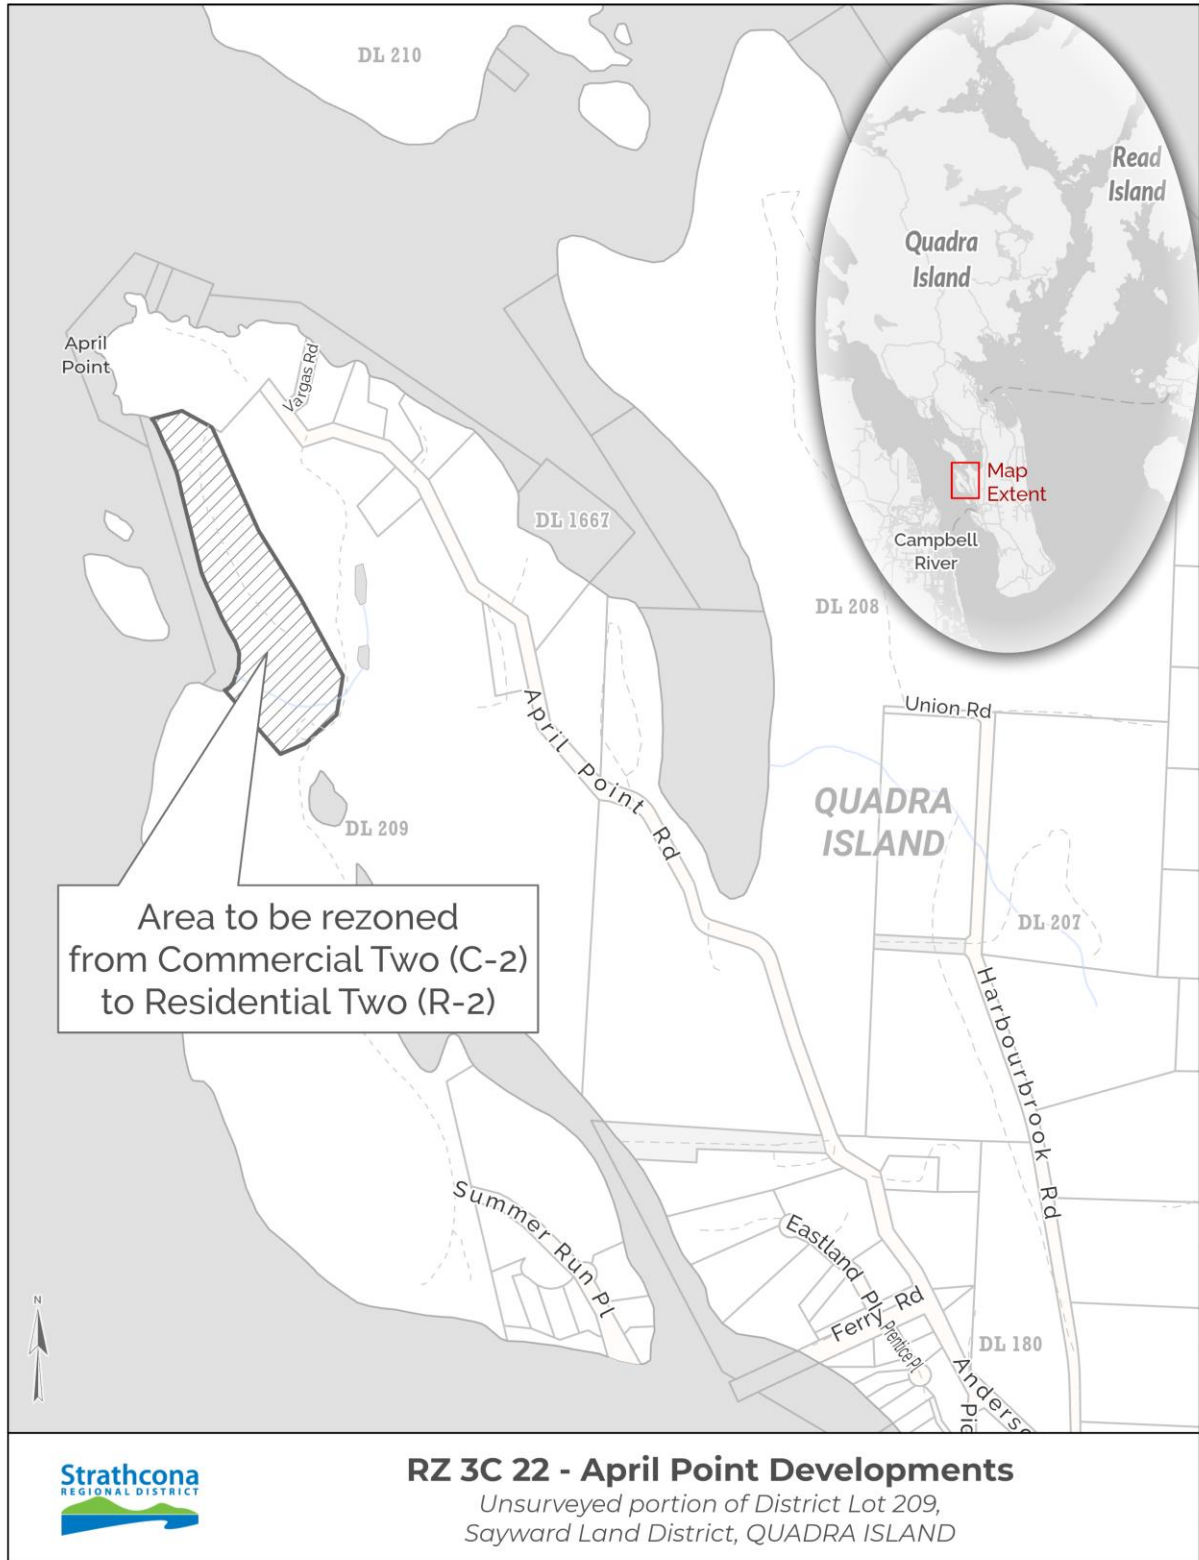 DL 210
Read
Island
Quadra
Island
Map
Extent
Campbell
River
April
Point
Vargas Rd
DL 1667
DL 208
Union Rd
April Point Rd
QUADRA
ISLAND
DL 209
DL 207
Area to be rezoned
from Commercial Two (C-2)
to Residential Two (R-2)
Harbourbrook Rd
Summer Run Pl
Eastland Pl
Ferry Rd
Prentice Pl
DL 180
N
Strathcona
REGIONAL DISTRICT
RZ 3C 22 - April Point Developments
Unsurveyed portion of District Lot 209,
Sayward Land District, QUADRA ISLAND